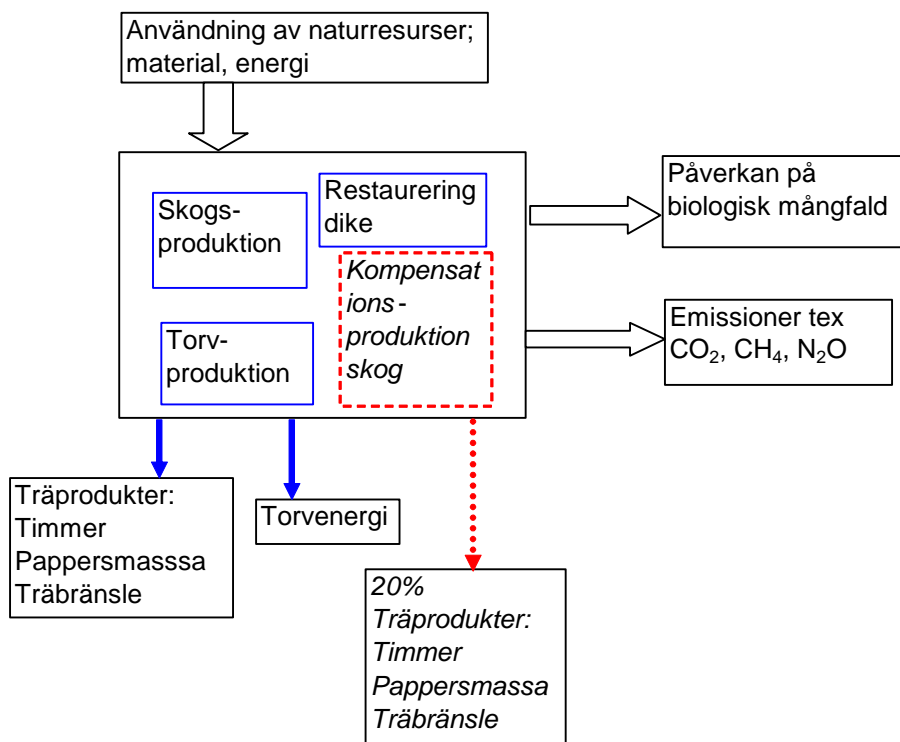 Användning av naturresurser;
material, energi
Skogs-
produktion
Restaurering
dike
Kompensat
ions-
produktion
skog
Torv-
produktion
Påverkan på
biologisk mångfald
Emissioner tex
CO₂, CH₄, N₂O
Träprodukter:
Timmer
Pappersmasssa
Träbränsle
Torvenergi
20%
Träprodukter:
Timmer
Pappersmassa
Träbränsle